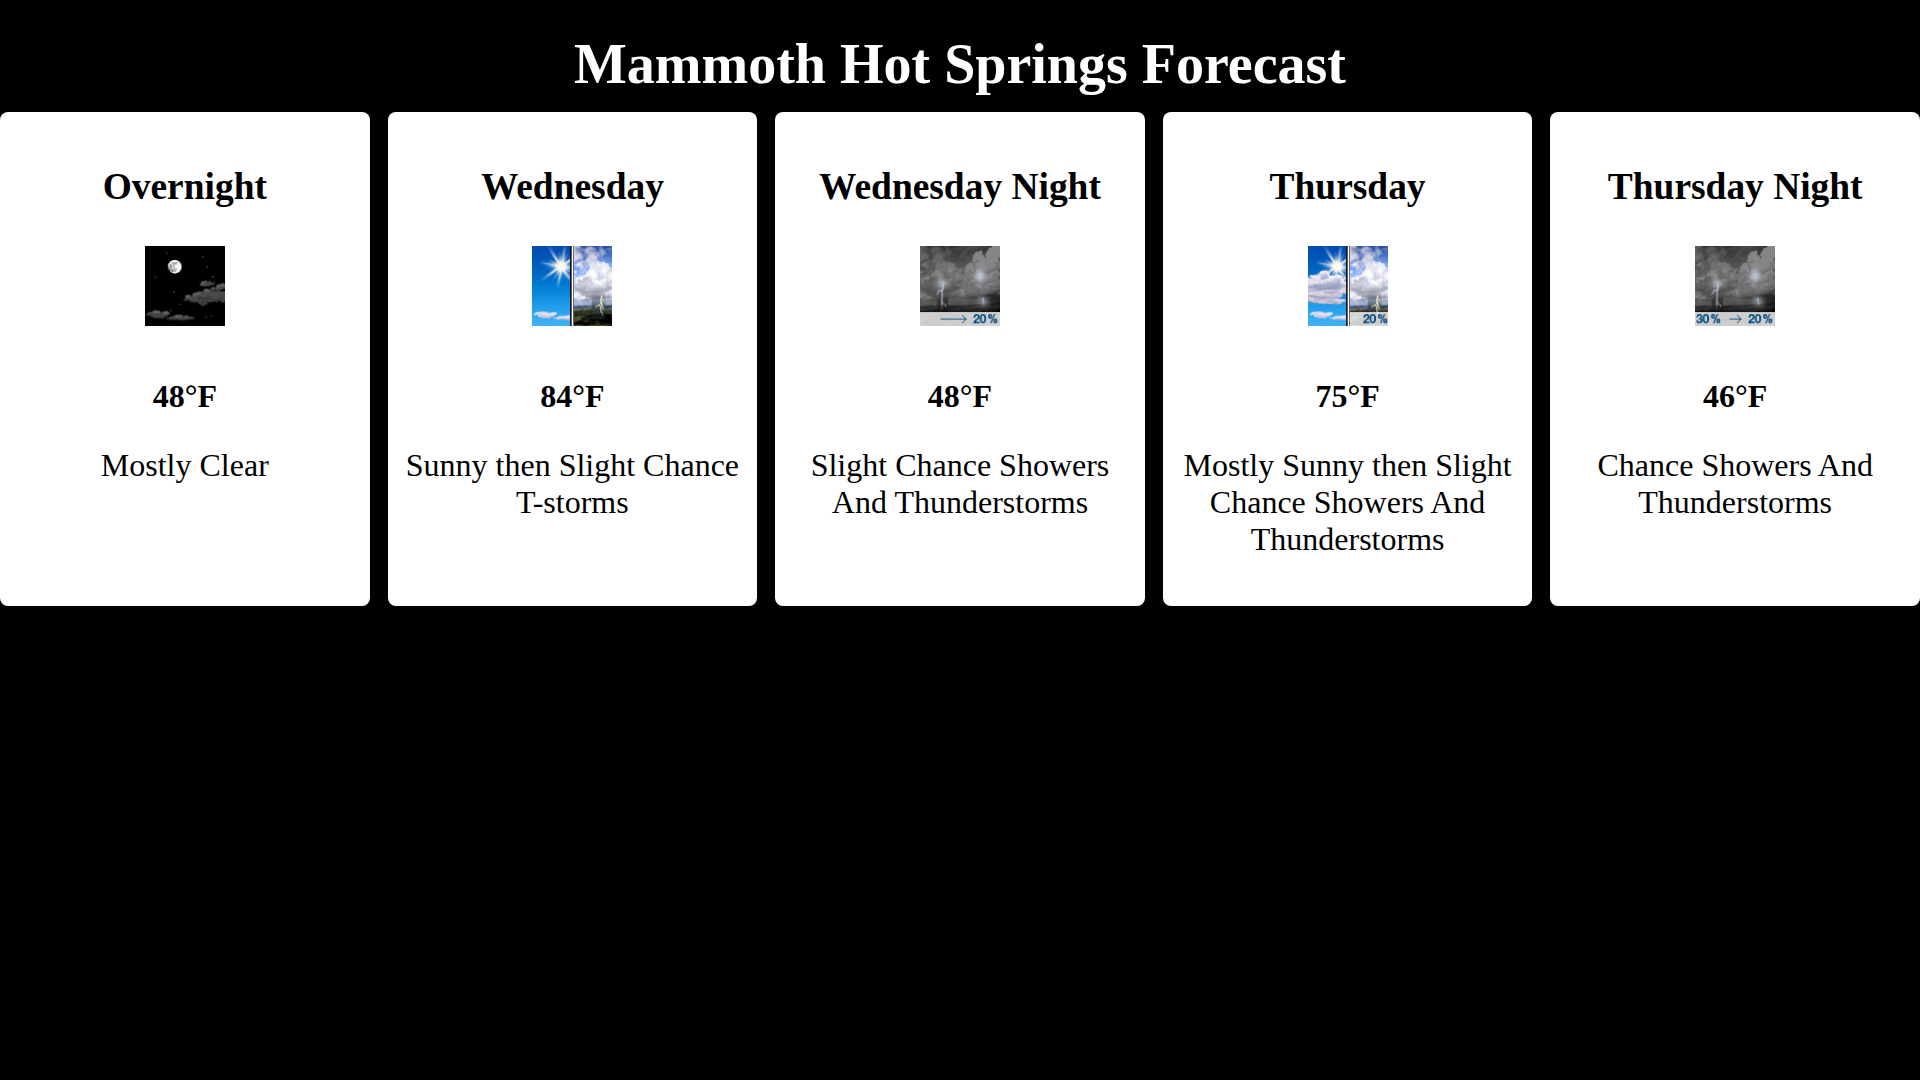 Mammoth Hot Springs Forecast
Overnight
48°F
Mostly Clear
Wednesday
84°F
Sunny then Slight Chance
T-storms
Wednesday Night
20%
48°F
Slight Chance Showers
And Thunderstorms
Thursday
20%
75°F
Mostly Sunny then Slight
Chance Showers And
Thunderstorms
Thursday Night
30% → 20%
46°F
Chance Showers And
Thunderstorms